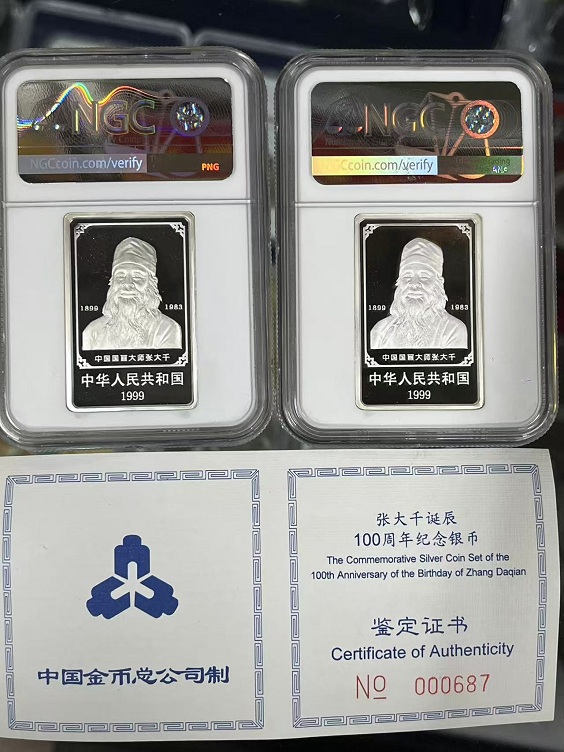 NGC
NGCcoin.com/verify
PNG
NGC
NGCcoin.com/verify
ANA
1899 1983
中国国画大师张大千
中华人民共和国
1999
1899 1983
中国国画大师张大千
中华人民共和国
1999
中国金币总公司制
张大千诞辰
100周年纪念银币
The Commemorative Silver Coin Set of the
100th Anniversary of the Birthday of Zhang Daqian
鉴定证书
Certificate of Authenticity
No 000687